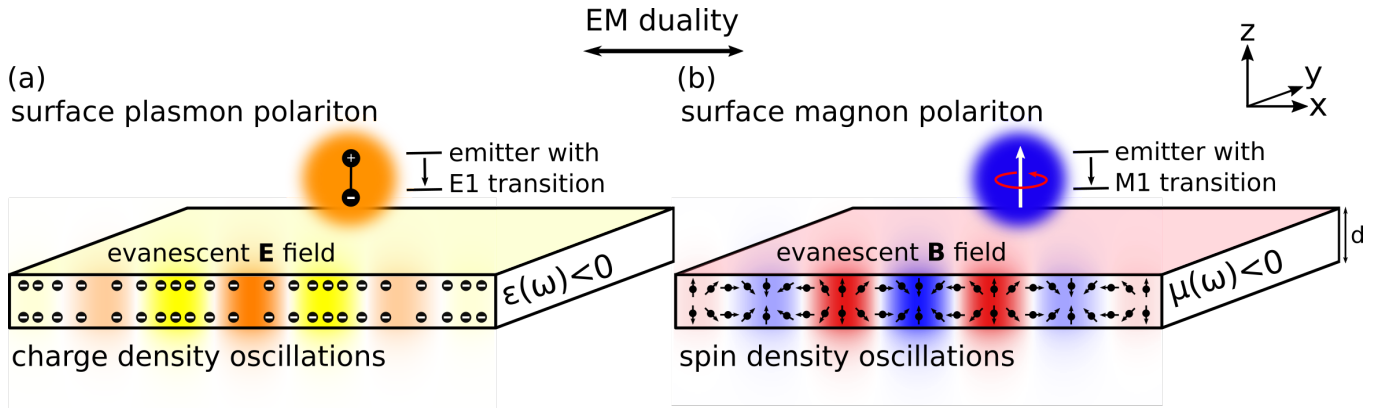 EM duality
(a)
surface plasmon polariton
emitter with
E1 transition
evanescent E field
ε(ω)<0
charge density oscillations
(b)
surface magnon polariton
emitter with
M1 transition
evanescent B field
μ(ω)<0
spin density oscillations
d
z
y
x